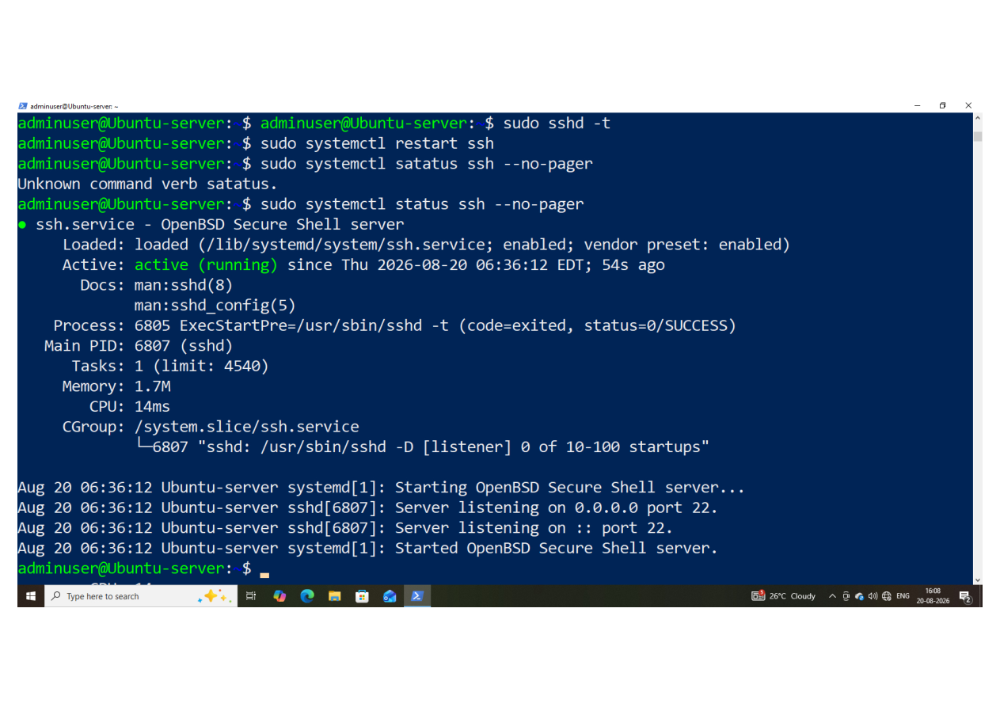 adminuser@Ubuntu-server: ~
adminuser@Ubuntu-server:~$ adminuser@Ubuntu-server:~$ sudo sshd -t
adminuser@Ubuntu-server:~$ sudo systemctl restart ssh
adminuser@Ubuntu-server:~$ sudo systemctl satatus ssh --no-pager
Unknown command verb satatus.
adminuser@Ubuntu-server:~$ sudo systemctl status ssh --no-pager
● ssh.service - OpenBSD Secure Shell server
     Loaded: loaded (/lib/systemd/system/ssh.service; enabled; vendor preset: enabled)
     Active: active (running) since Thu 2026-08-20 06:36:12 EDT; 54s ago
       Docs: man:sshd(8)
             man:sshd_config(5)
    Process: 6805 ExecStartPre=/usr/sbin/sshd -t (code=exited, status=0/SUCCESS)
   Main PID: 6807 (sshd)
      Tasks: 1 (limit: 4540)
     Memory: 1.7M
        CPU: 14ms
     CGroup: /system.slice/ssh.service
             └─6807 "sshd: /usr/sbin/sshd -D [listener] 0 of 10-100 startups"
Aug 20 06:36:12 Ubuntu-server systemd[1]: Starting OpenBSD Secure Shell server...
Aug 20 06:36:12 Ubuntu-server sshd[6807]: Server listening on 0.0.0.0 port 22.
Aug 20 06:36:12 Ubuntu-server sshd[6807]: Server listening on :: port 22.
Aug 20 06:36:12 Ubuntu-server systemd[1]: Started OpenBSD Secure Shell server.
adminuser@Ubuntu-server:~$
Type here to search
5
26°C Cloudy
ENG
16:08
20-08-2026
2